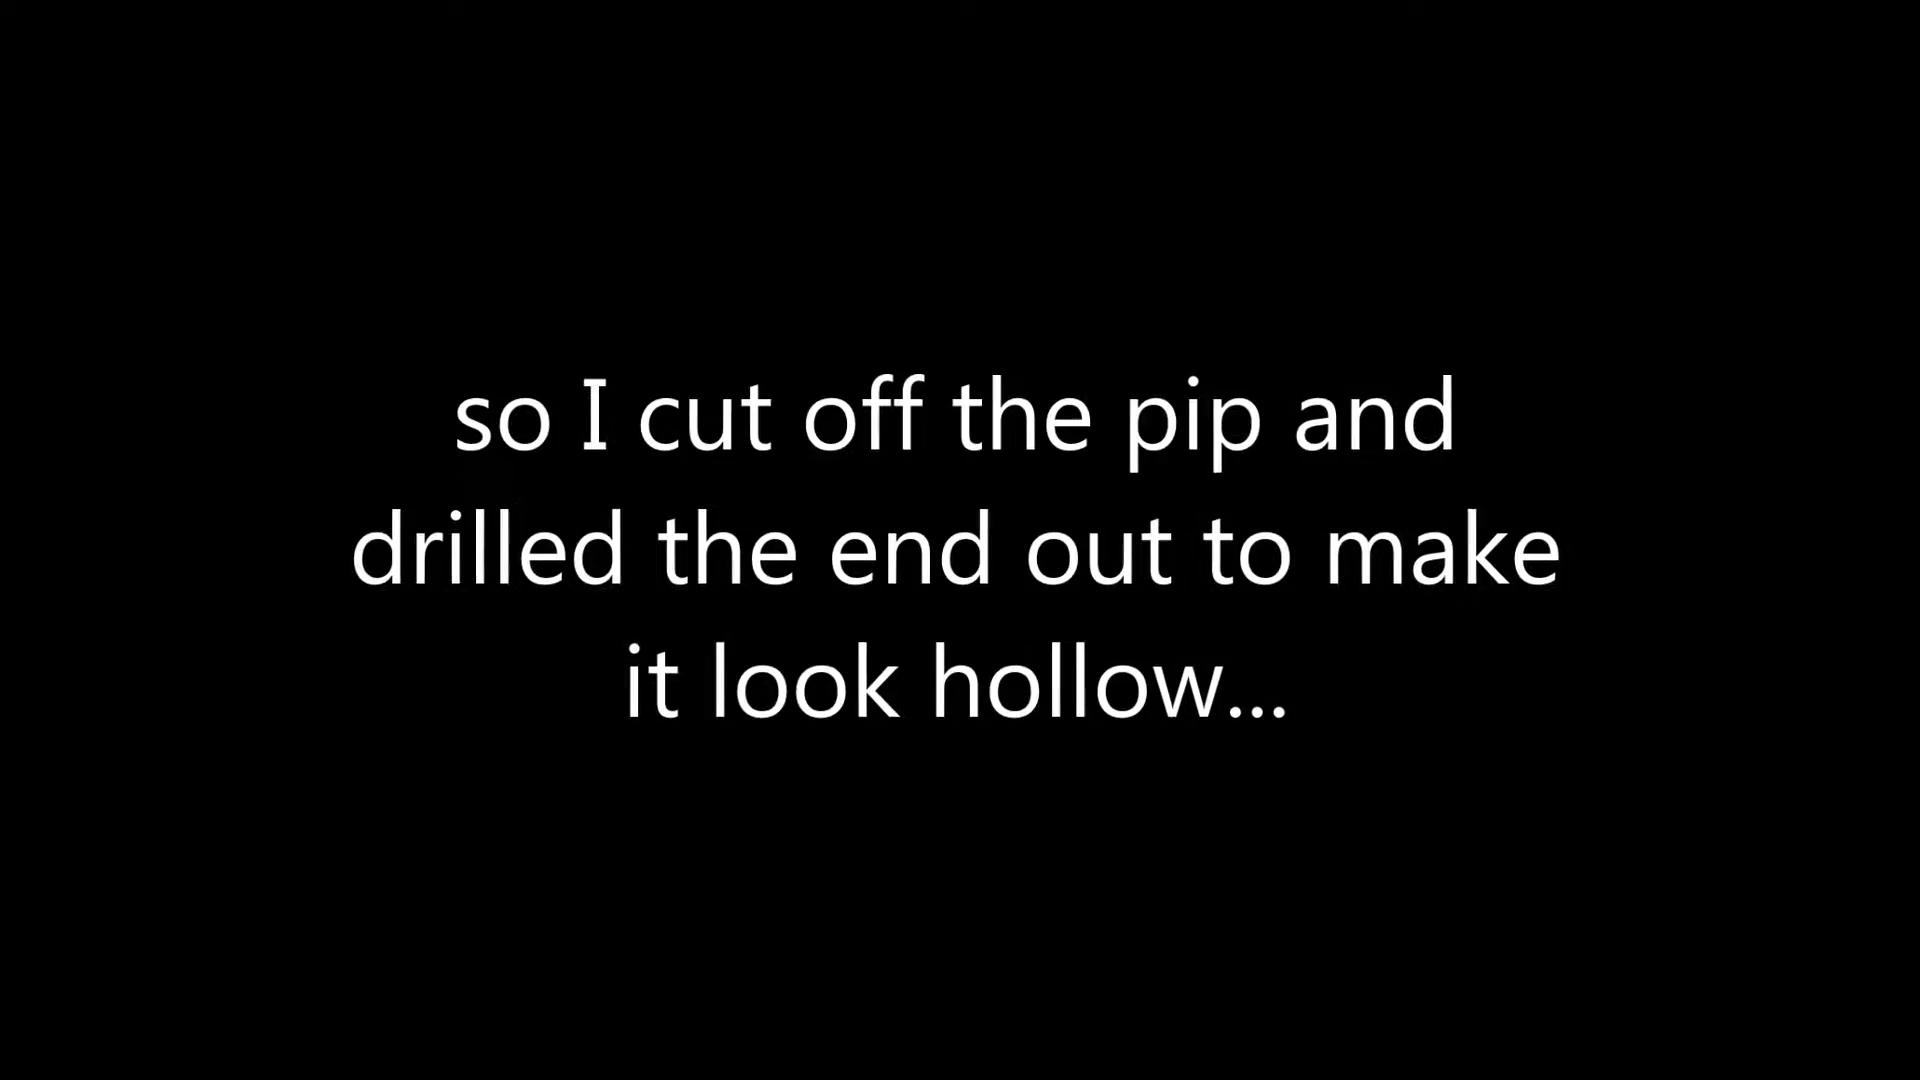 so I cut off the pip and
drilled the end out to make
it look hollow...